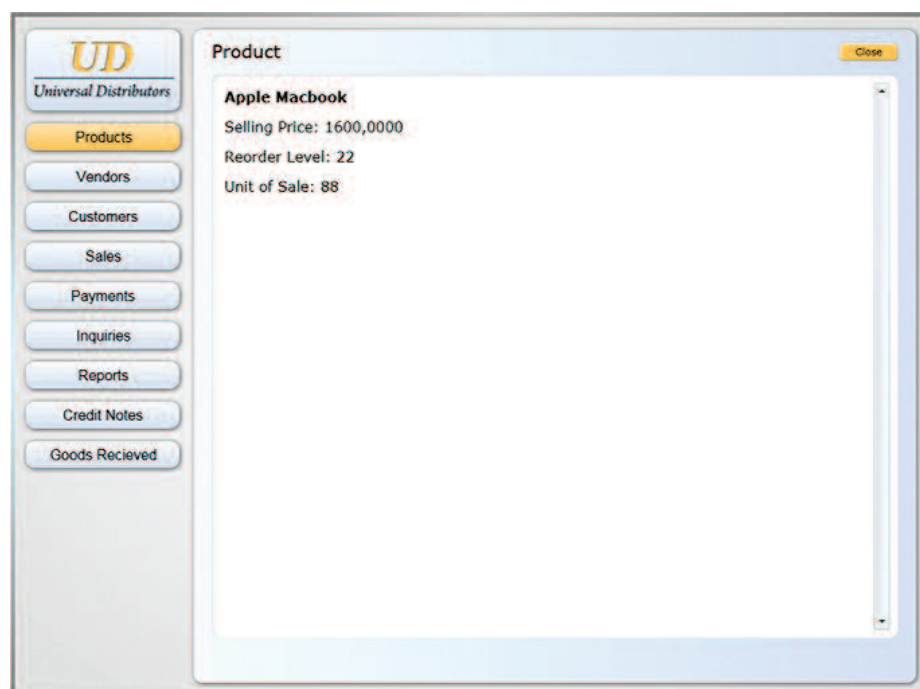 UD
Universal Distributors
Products
Vendors
Customers
Sales
Payments
Inquiries
Reports
Credit Notes
Goods Recieved
Product
Close
Apple Macbook
Selling Price: 1600,0000
Reorder Level: 22
Unit of Sale: 88